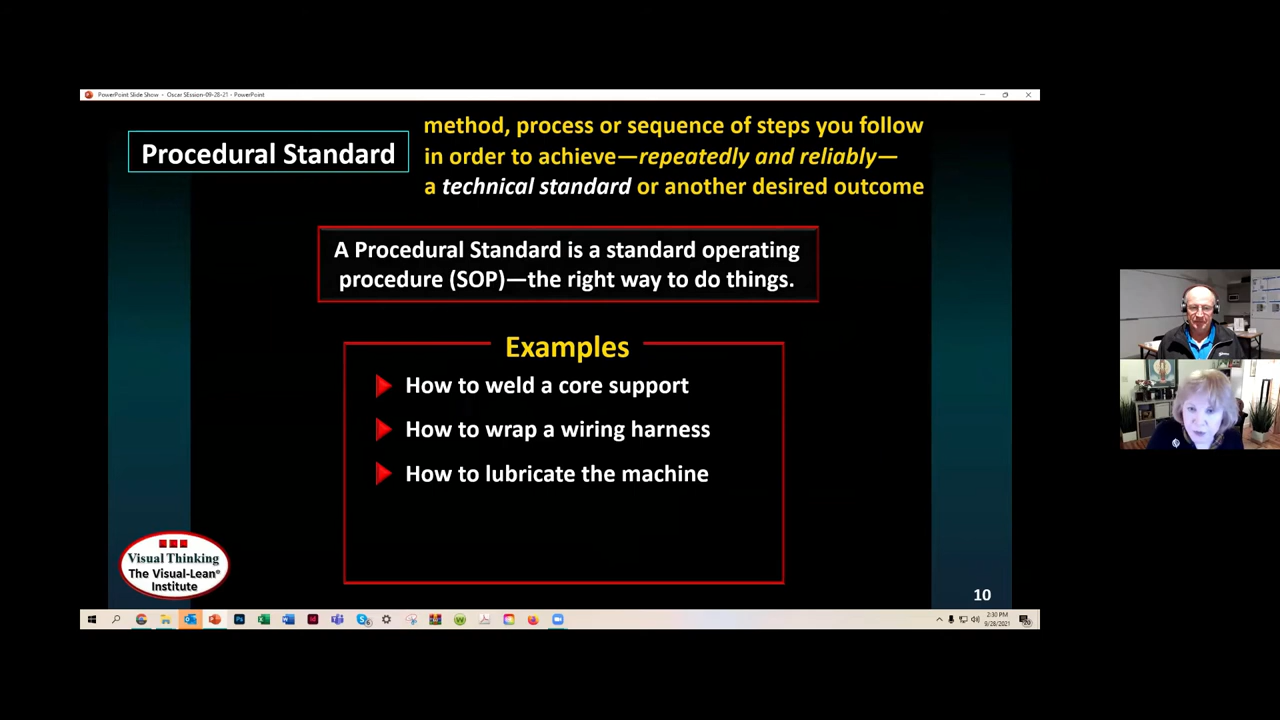 PowerPoint Slide Show - Oscar SEssion-09-28-21 - PowerPoint
Procedural Standard
method, process or sequence of steps you follow
in order to achieve—repeatedly and reliably—
a technical standard or another desired outcome
A Procedural Standard is a standard operating
procedure (SOP)—the right way to do things.
Examples
How to weld a core support
How to wrap a wiring harness
How to lubricate the machine
Visual Thinking
The Visual-Lean®
Institute
10
2:30 PM
9/28/2021